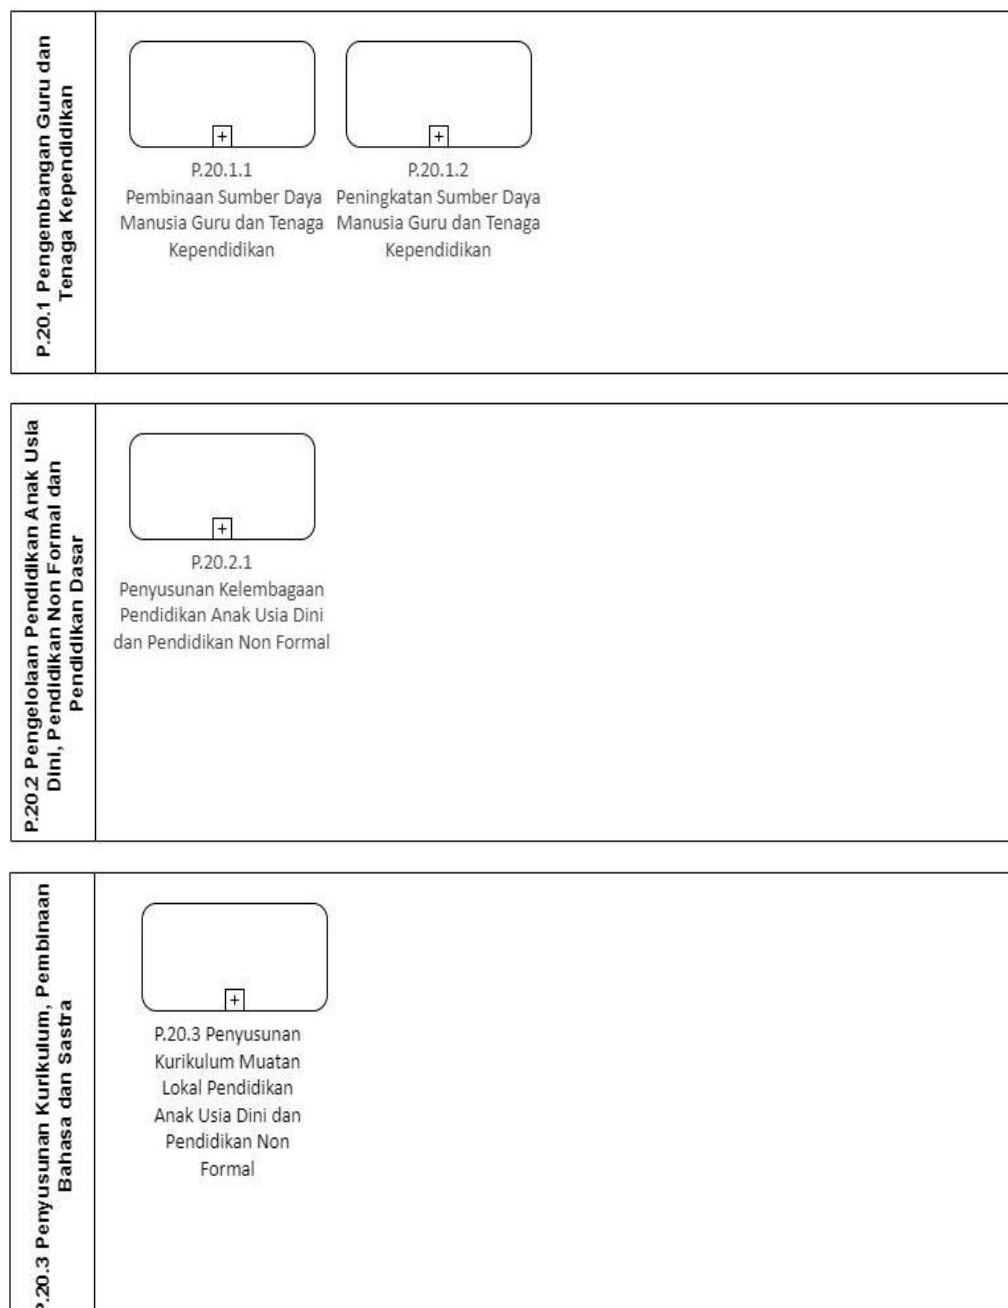 P.20.1 Pengembangan Guru dan
Tenaga Kependidikan
P.20.1.1
Pembinaan Sumber Daya
Manusia Guru dan Tenaga
Kependidikan
P.20.1.2
Peningkatan Sumber Daya
Manusia Guru dan Tenaga
Kependidikan
P.20.2 Pengelolaan Pendidikan Anak Usia
Dini, Pendidikan Non Formal dan
Pendidikan Dasar
P.20.2.1
Penyusunan Kelembagaan
Pendidikan Anak Usia Dini
dan Pendidikan Non Formal
P.20.3 Penyusunan Kurikulum, Pembinaan
Bahasa dan Sastra
P.20.3 Penyusunan
Kurikulum Muatan
Lokal Pendidikan
Anak Usia Dini dan
Pendidikan Non
Formal